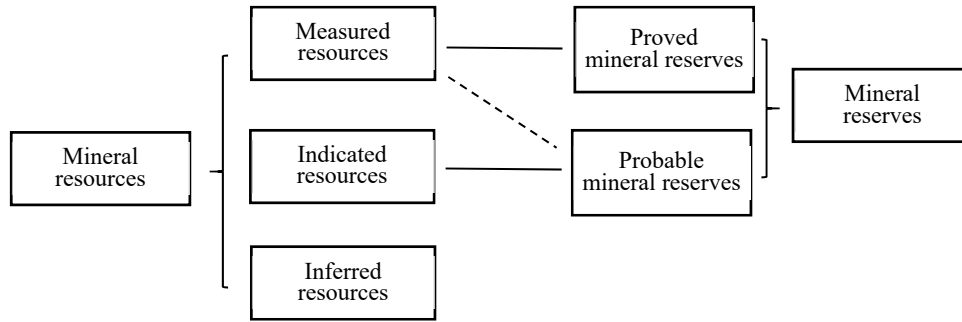 Measured
resources
Proved
mineral reserves
Mineral
reserves
Mineral
resources
Indicated
resources
Probable
mineral reserves
Inferred
resources